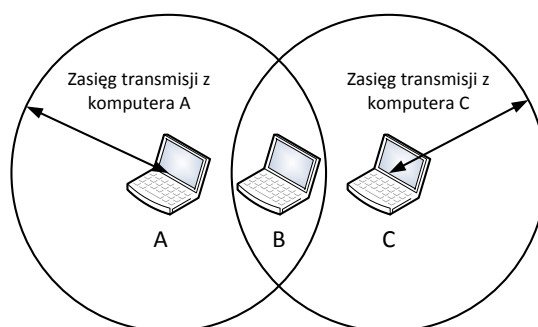 Zasięg transmisji z
komputera A
Zasięg transmisji z
komputera C
A
B
C